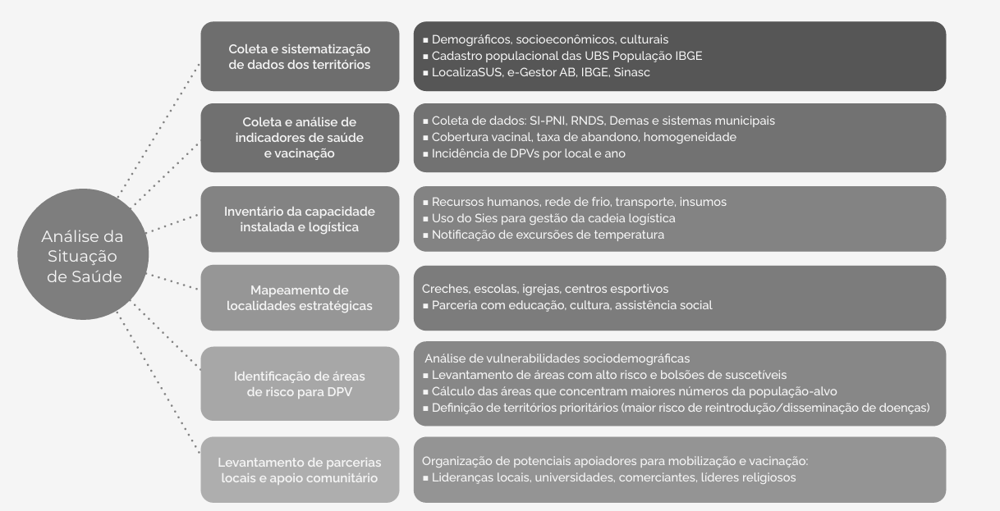 Análise da
Situação
de Saúde
Coleta e sistematização
de dados dos territórios
▪ Demográficos, socioeconômicos, culturais
▪ Cadastro populacional das UBS População IBGE
▪ LocalizaSUS, e-Gestor AB, IBGE, Sinasc
Coleta e análise de
indicadores de saúde
e vacinação
▪ Coleta de dados: SI-PNI, RNDS, Demas e sistemas municipais
▪ Cobertura vacinal, taxa de abandono, homogeneidade
▪ Incidência de DPVs por local e ano
Inventário da capacidade
instalada e logística
▪ Recursos humanos, rede de frio, transporte, insumos
▪ Uso do Sies para gestão da cadeia logística
▪ Notificação de excursões de temperatura
Mapeamento de
localidades estratégicas
Creches, escolas, igrejas, centros esportivos
▪ Parceria com educação, cultura, assistência social
Identificação de áreas
de risco para DPV
Análise de vulnerabilidades sociodemográficas
▪ Levantamento de áreas com alto risco e bolsões de suscetíveis
▪ Cálculo das áreas que concentram maiores números da população-alvo
▪ Definição de territórios prioritários (maior risco de reintrodução/disseminação de doenças)
Levantamento de parcerias
locais e apoio comunitário
Organização de potenciais apoiadores para mobilização e vacinação:
▪ Lideranças locais, universidades, comerciantes, líderes religiosos